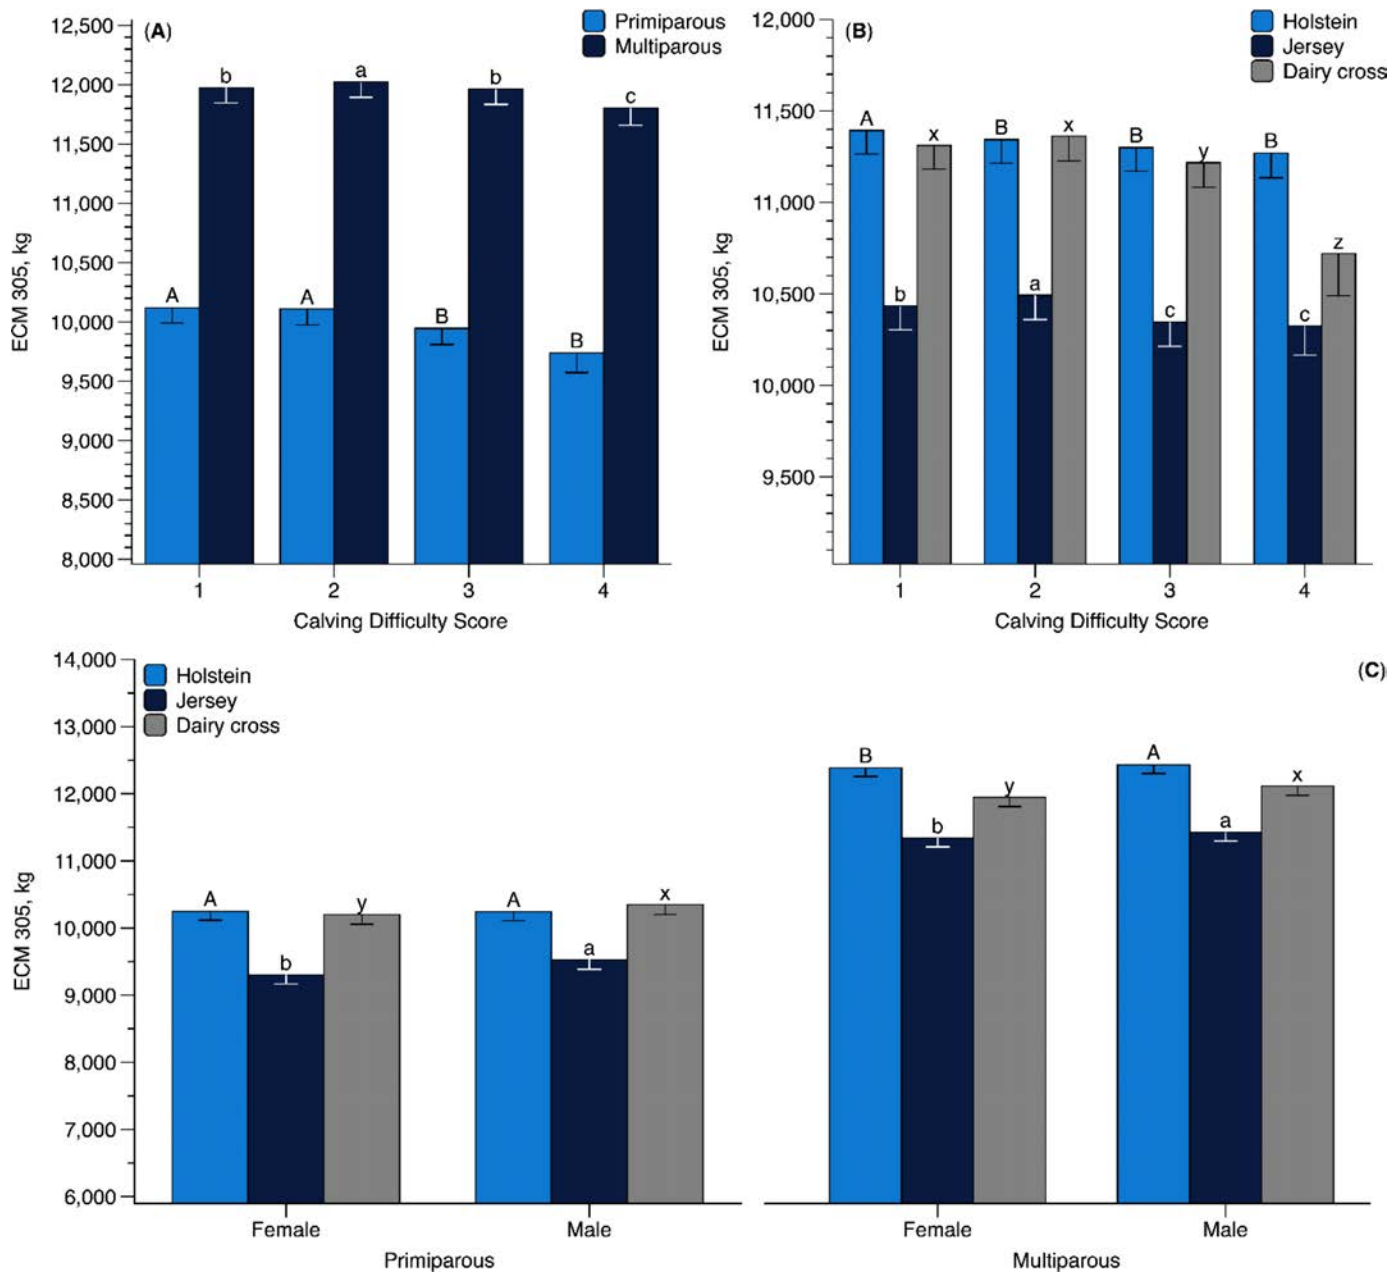 (A)
Primiparous
Multiparous
12,500
12,000
11,500
11,000
10,500
10,000
9,500
9,000
8,500
8,000
ECM 305, kg
A
b
A
a
B
b
B
c
1
2
3
4
Calving Difficulty Score
(B)
Holstein
Jersey
Dairy cross
12,000
11,500
11,000
10,500
10,000
9,500
ECM 305, kg
A
b
x
B
a
x
B
c
y
B
c
z
1
2
3
4
Calving Difficulty Score
(C)
Holstein
Jersey
Dairy cross
14,000
13,000
12,000
11,000
10,000
9,000
8,000
7,000
6,000
ECM 305, kg
A
b
y
A
a
x
B
b
y
A
a
x
Female
Male
Female
Male
Primiparous
Multiparous